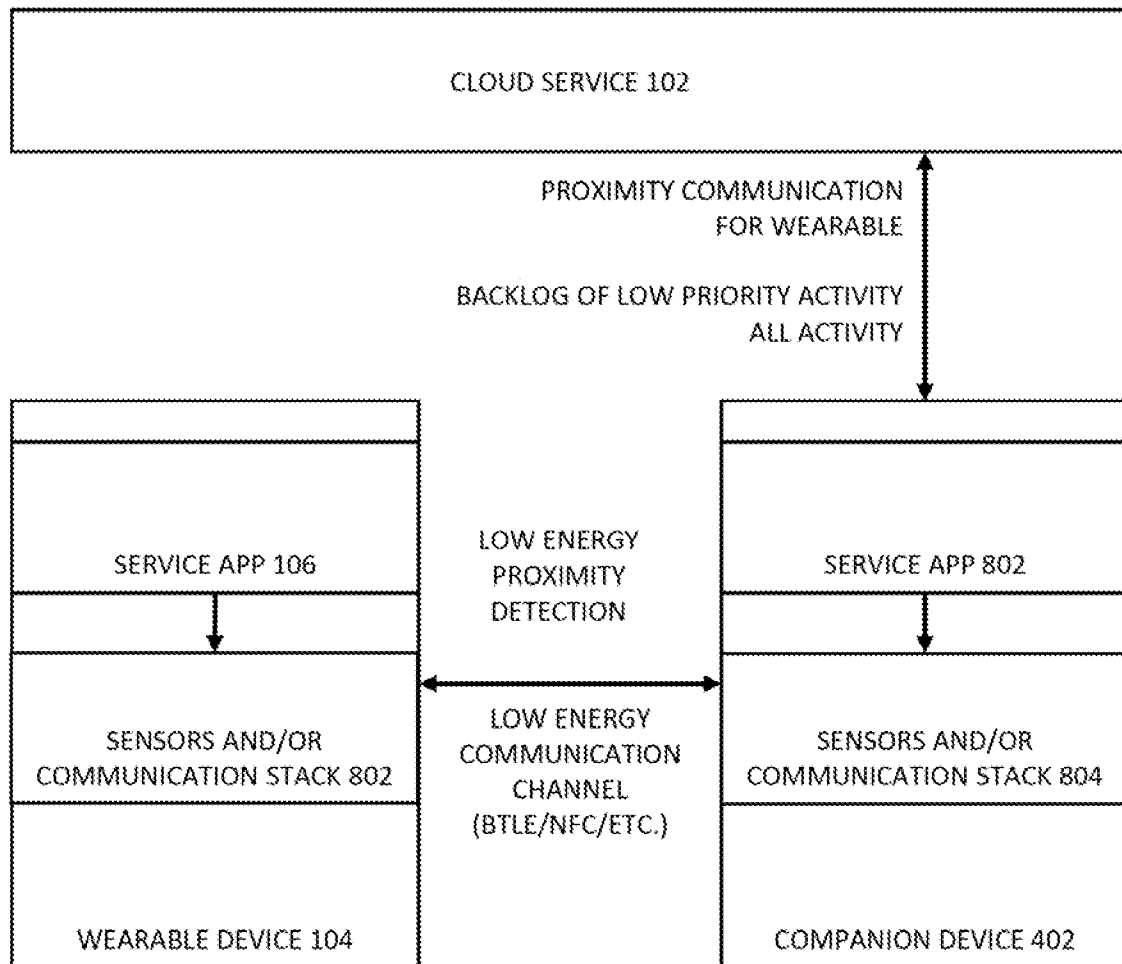 CLOUD SERVICE 102
PROXIMITY COMMUNICATION
FOR WEARABLE
BACKLOG OF LOW PRIORITY ACTIVITY
ALL ACTIVITY
SERVICE APP 106
LOW ENERGY
PROXIMITY
DETECTION
SERVICE APP 802
SENSORS AND/OR
COMMUNICATION STACK 802
LOW ENERGY
COMMUNICATION
CHANNEL
(BTLE/NFC/ETC.)
SENSORS AND/OR
COMMUNICATION STACK 804
WEARABLE DEVICE 104
COMPANION DEVICE 402